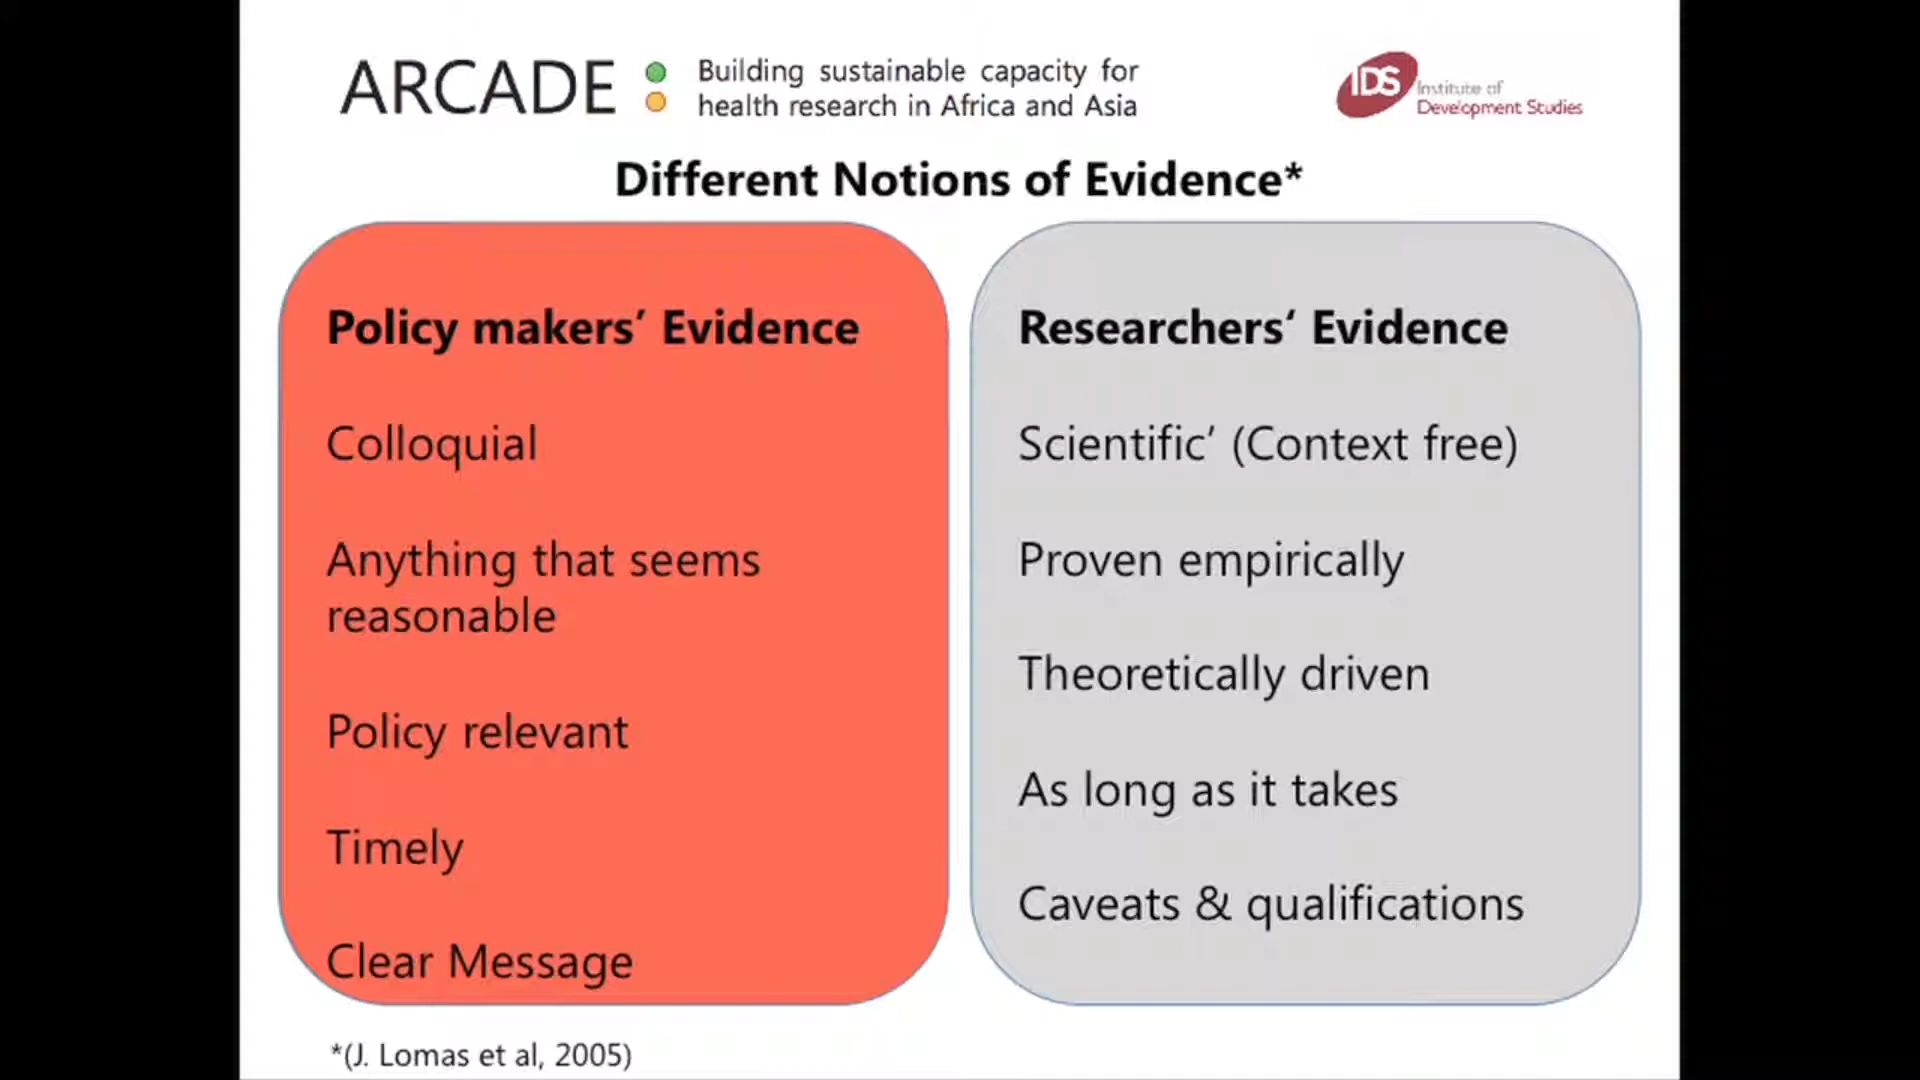 ARCADE
Building sustainable capacity for
health research in Africa and Asia
IDS
Institute of
Development Studies
Different Notions of Evidence*
Policy makers’ Evidence
Colloquial
Anything that seems
reasonable
Policy relevant
Timely
Clear Message
Researchers‘ Evidence
Scientific’ (Context free)
Proven empirically
Theoretically driven
As long as it takes
Caveats & qualifications
*(J. Lomas et al, 2005)